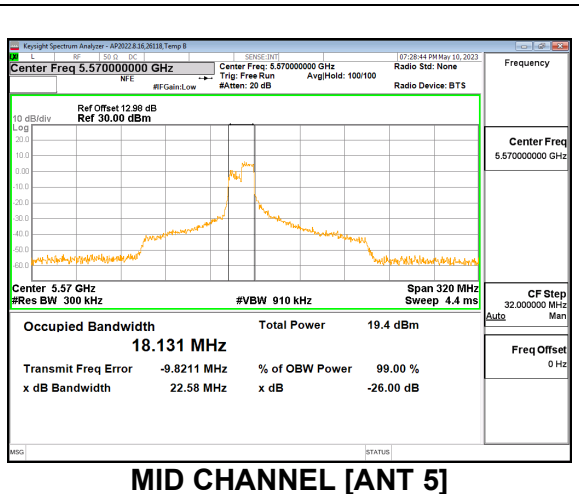 Keysight Spectrum Analyzer - AP2022.8.16,26118,Temp B
L RF 50 Ω DC SENSE:INT 07:28:44 PM May 10, 2023
Center Freq 5.570000000 GHz Center Freq: 5.570000000 GHz Radio Std: None
NFE Trig: Free Run Avg|Hold: 100/100
#IFGain:Low #Atten: 20 dB Radio Device: BTS
Frequency
Ref Offset 12.98 dB
10 dB/div Ref 30.00 dBm
Log
20.0
10.0
0.00
-10.0
-20.0
-30.0
-40.0
-50.0
-60.0
Center 5.57 GHz Span 320 MHz
#Res BW 300 kHz #VBW 910 kHz Sweep 4.4 ms
Occupied Bandwidth Total Power 19.4 dBm
18.131 MHz
Transmit Freq Error -9.8211 MHz % of OBW Power 99.00 %
x dB Bandwidth 22.58 MHz x dB -26.00 dB
Center Freq
5.570000000 GHz
CF Step
32.000000 MHz
Auto Man
Freq Offset
0 Hz
MSG STATUS
MID CHANNEL [ANT 5]